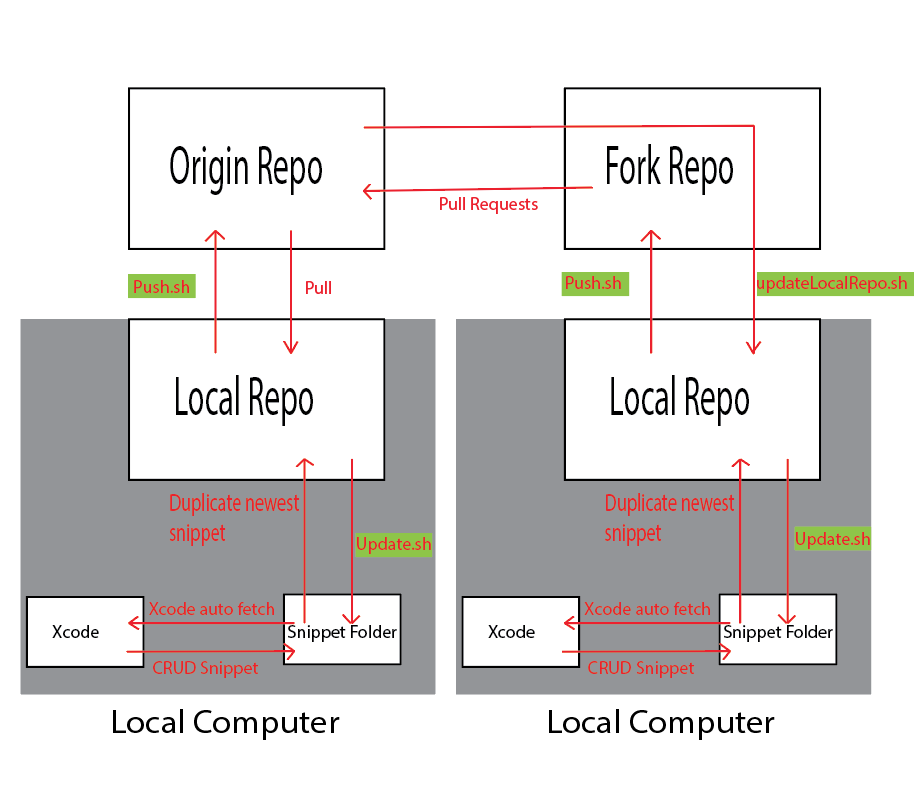 Origin Repo
Fork Repo
Pull Requests
Push.sh
Pull
Push.sh
updateLocalRepo.sh
Local Repo
Local Repo
Duplicate newest
snippet
Update.sh
Duplicate newest
snippet
Update.sh
Xcode
Xcode auto fetch
Snippet Folder
CRUD Snippet
Xcode
Xcode auto fetch
Snippet Folder
CRUD Snippet
Local Computer
Local Computer